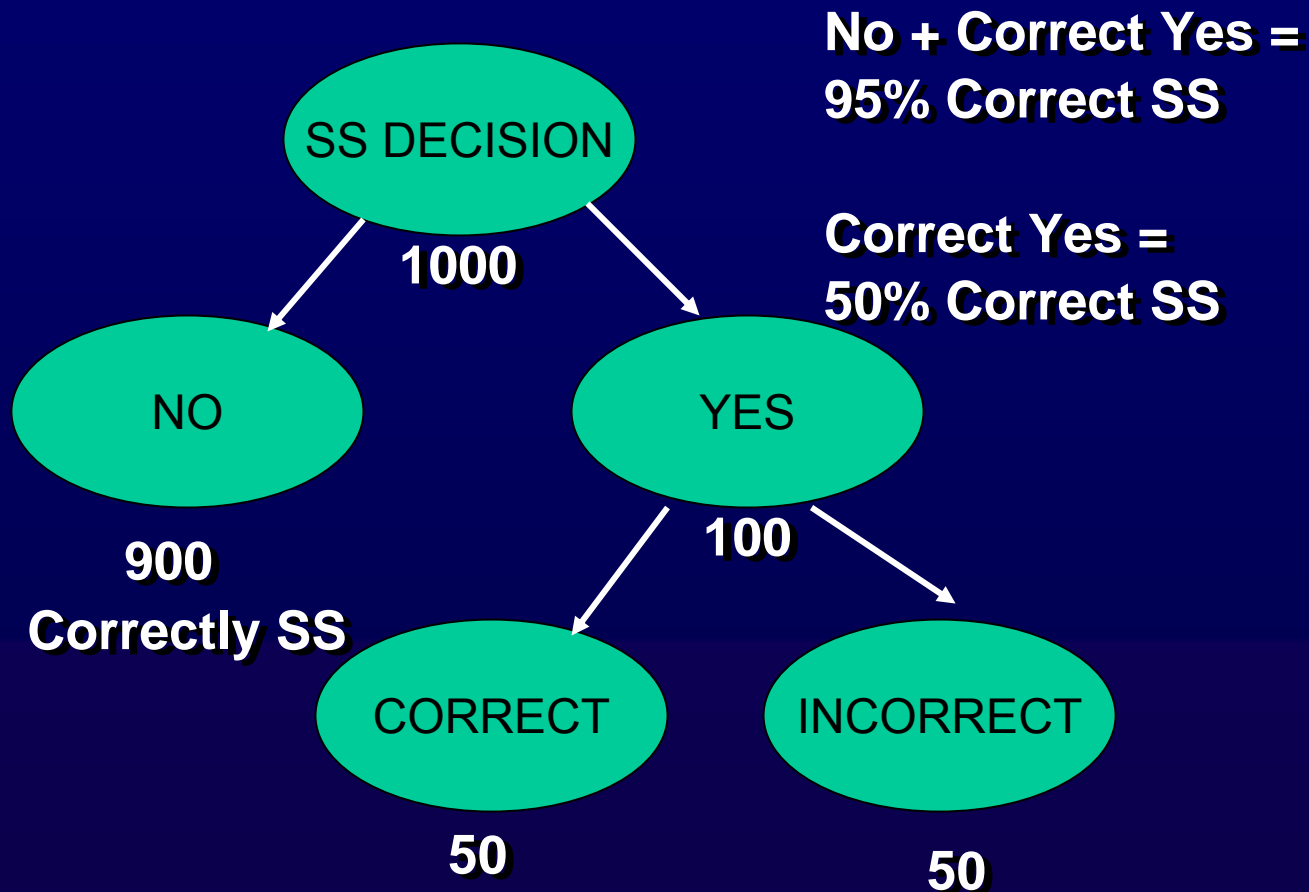 No + Correct Yes =
95% Correct SS
SS DECISION
Correct Yes =
50% Correct SS
1000
NO
YES
100
900
Correctly SS
CORRECT
INCORRECT
50
50